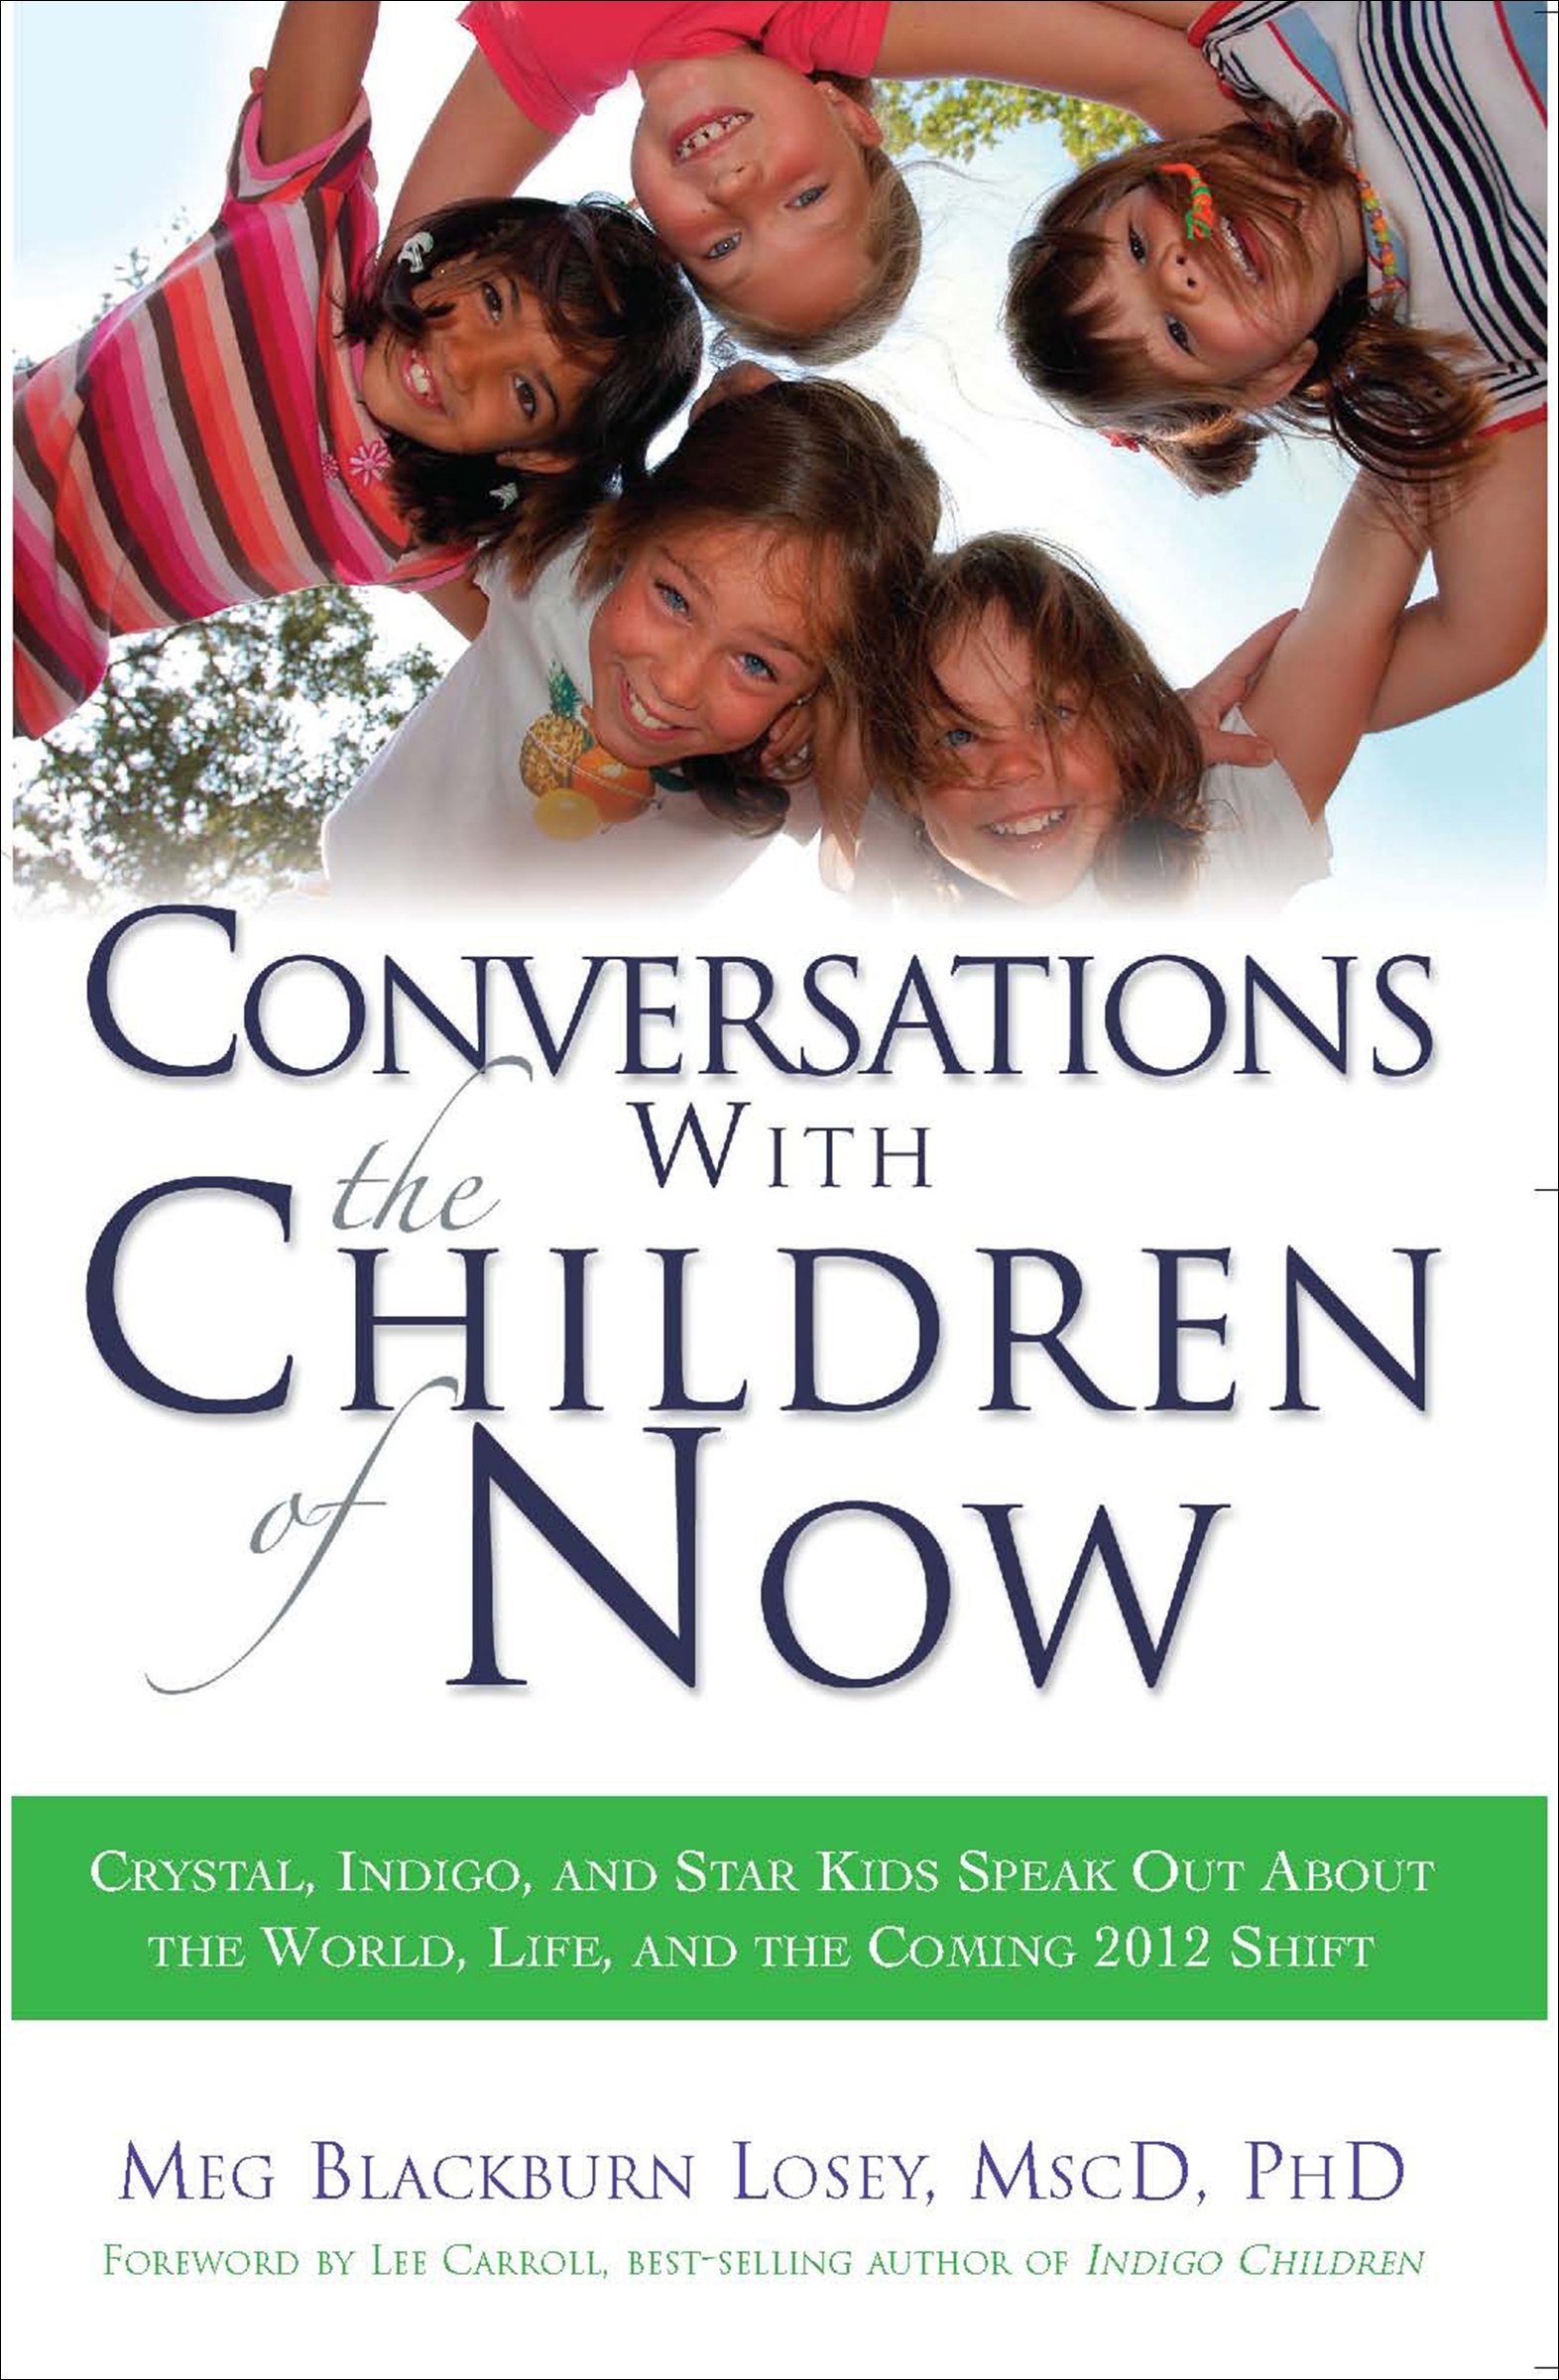 CONVERSATIONS
WITH
the
CHILDREN
of NOW
CRYSTAL, INDIGO, AND STAR KIDS SPEAK OUT ABOUT
THE WORLD, LIFE, AND THE COMING 2012 SHIFT
MEG BLACKBURN LOSEY, MSCD, PHD
FOREWORD BY LEE CARROLL, BEST-SELLING AUTHOR OF INDIGO CHILDREN